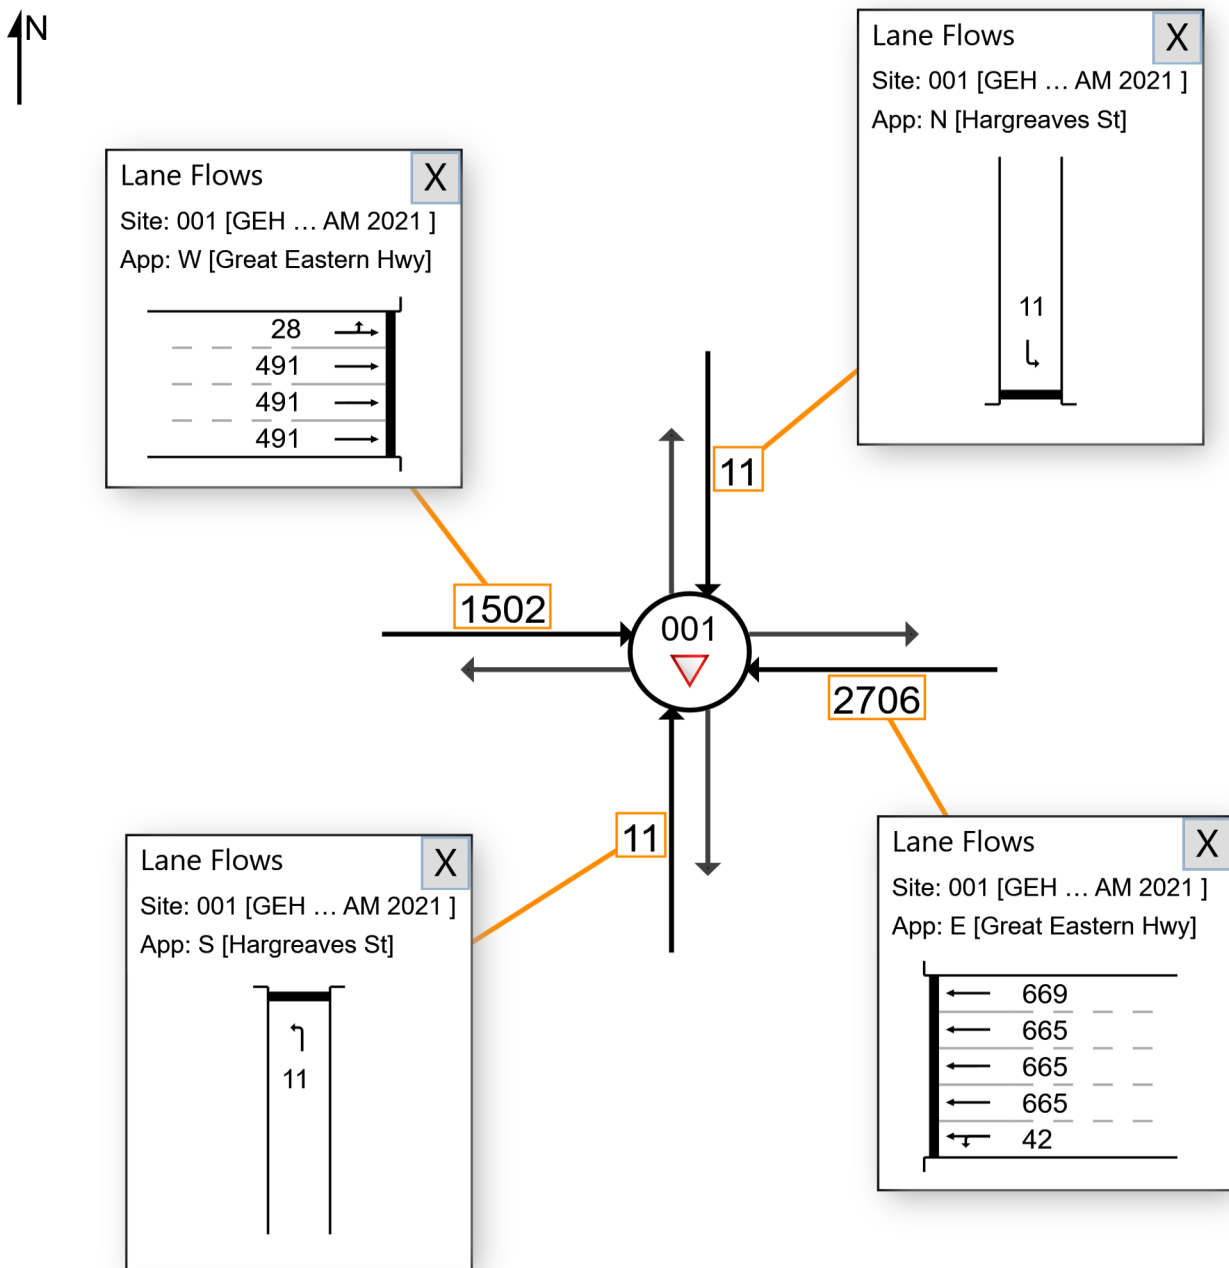 N
Lane Flows
X
Site: 001 [GEH ... AM 2021 ]
App: N [Hargreaves St]
11
Lane Flows
X
Site: 001 [GEH ... AM 2021 ]
App: W [Great Eastern Hwy]
28
491
491
491
11
1502
001
2706
11
Lane Flows
X
Site: 001 [GEH ... AM 2021 ]
App: S [Hargreaves St]
11
Lane Flows
X
Site: 001 [GEH ... AM 2021 ]
App: E [Great Eastern Hwy]
669
665
665
665
42